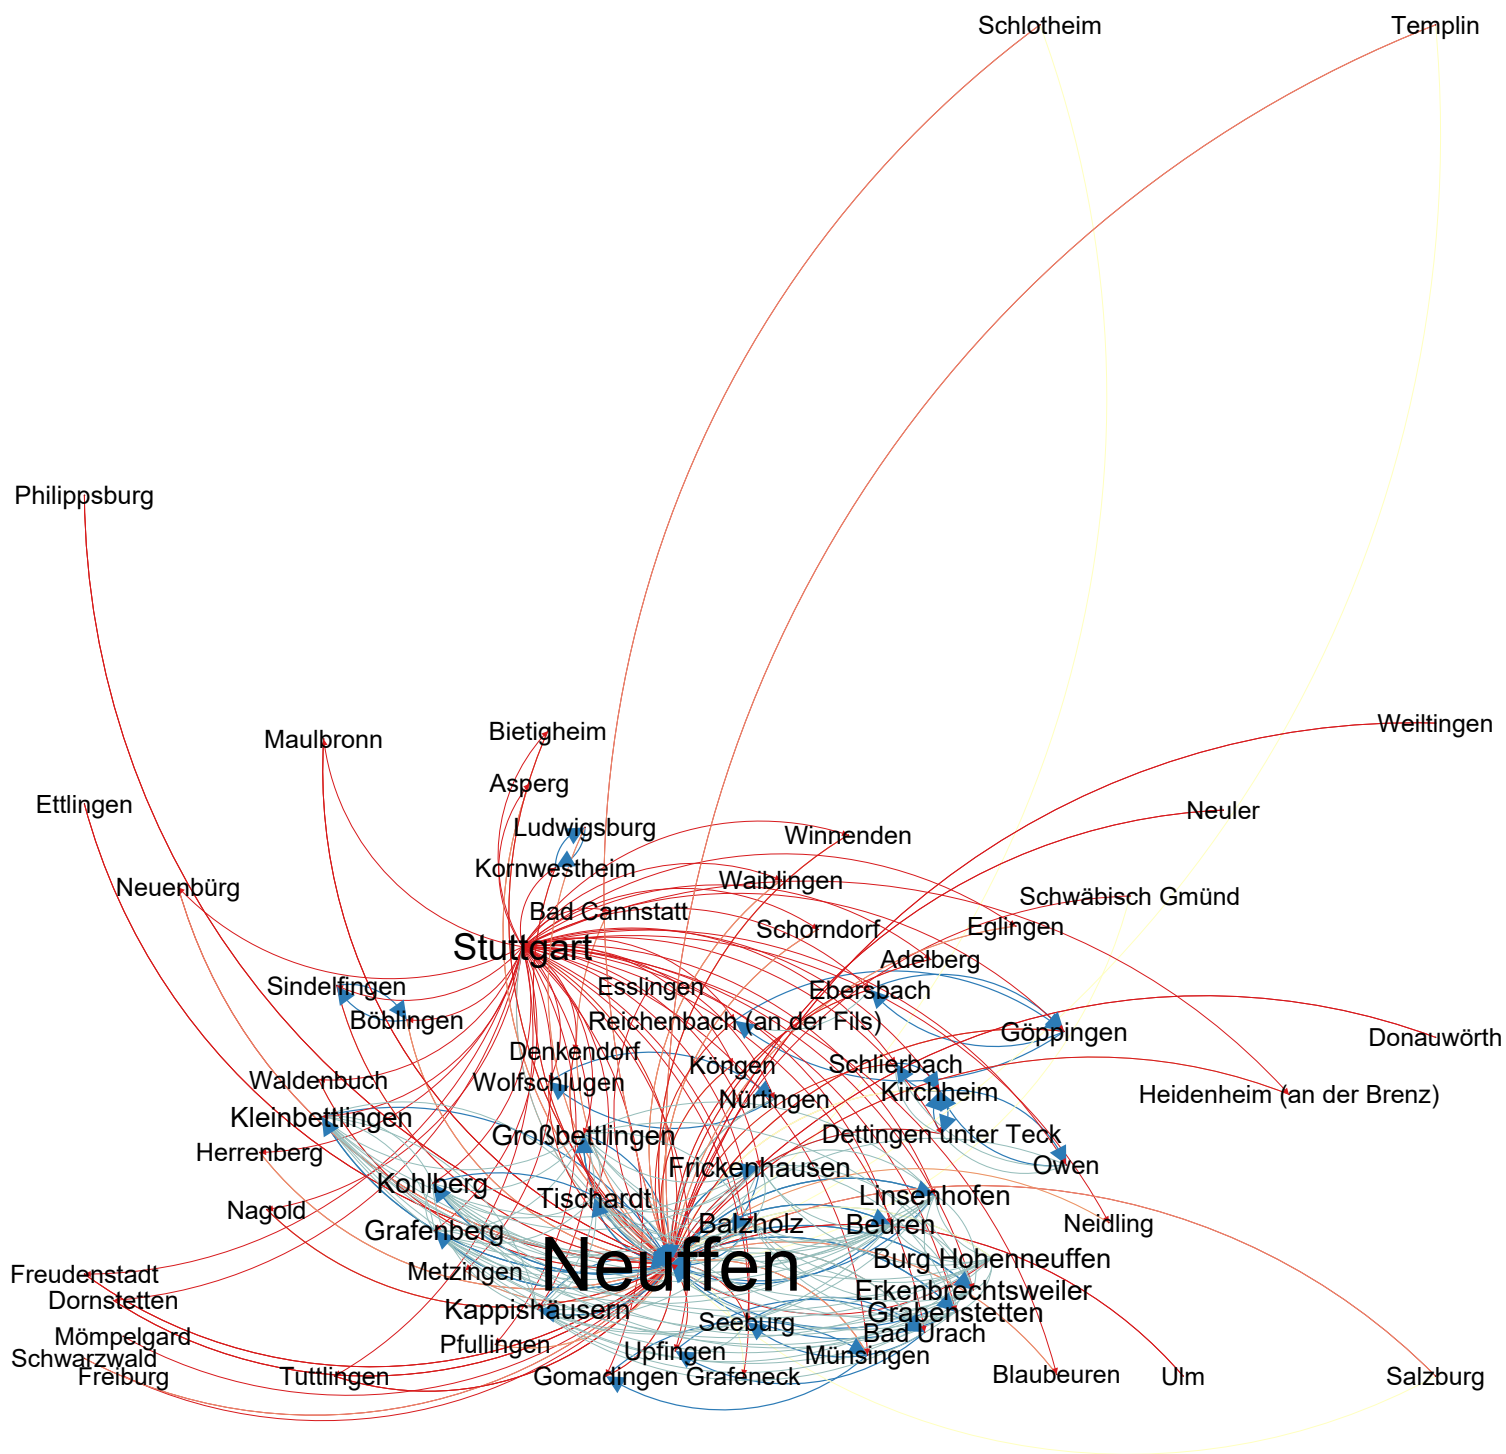 Schlotheim
Templin
Philippsburg
Weiltingen
Bietigheim
Maulbronn
Asperg
Ettlingen
Neuler
Ludwigsburg
Winnenden
Kornwestheim
Waiblingen
Neuenbürg
Schwäbisch Gmünd
Bad Cannstatt
Eglingen
Schorndorf
Stuttgart
Adelberg
Sindelfingen
Esslingen
Ebersbach
Böblingen
Reichenbach (an der Fils)
Göppingen
Donauwörth
Denkendorf
Köngen
Schlierbach
Waldenbuch
Wolfschlugen
Nürtingen
Kirchheim
Heidenheim (an der Brenz)
Kleinbettlingen
Großbettlingen
Dettingen unter Teck
Herrenberg
Frickenhausen
Owen
Kohlberg
Tischardt
Linsenhofen
Nagold
Grafenberg
Balzholz
Beuren
Neidling
Neuffen
Burg Hohenneuffen
Freudenstadt
Metzingen
Erkenbrechtsweiler
Dornstetten
Kappishäusern
Grabenstetten
Seeburg
Bad Urach
Mömpelgard
Pfullingen
Upfingen
Münsingen
Schwarzwald
Freiburg
Tuttlingen
Gomadingen
Grafeneck
Blaubeuren
Ulm
Salzburg